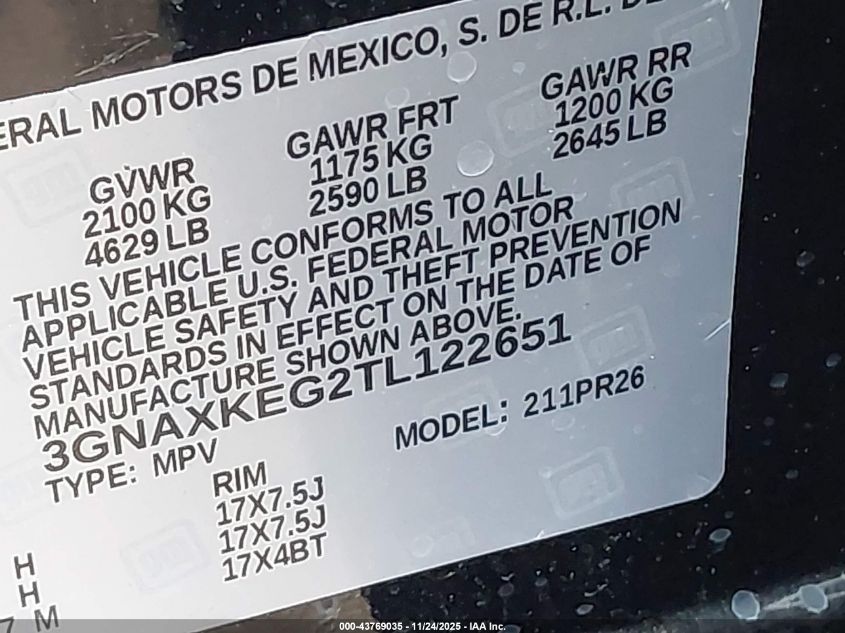 ERAL MOTORS DE MEXICO, S. DE R.L. DE
GVWR GAWR FRT GAWR RR
2100 KG 1175 KG 1200 KG
4629 LB 2590 LB 2645 LB
THIS VEHICLE CONFORMS TO ALL
APPLICABLE U.S. FEDERAL MOTOR
VEHICLE SAFETY AND THEFT PREVENTION
STANDARDS IN EFFECT ON THE DATE OF
MANUFACTURE SHOWN ABOVE.
3GNAXKEG2TL122651
TYPE: MPV MODEL: 211PR26
RIM
17X7.5J
H 17X7.5J
H 17X4BT
7 M
000-43769035 - 11/24/2025 - IAA Inc.